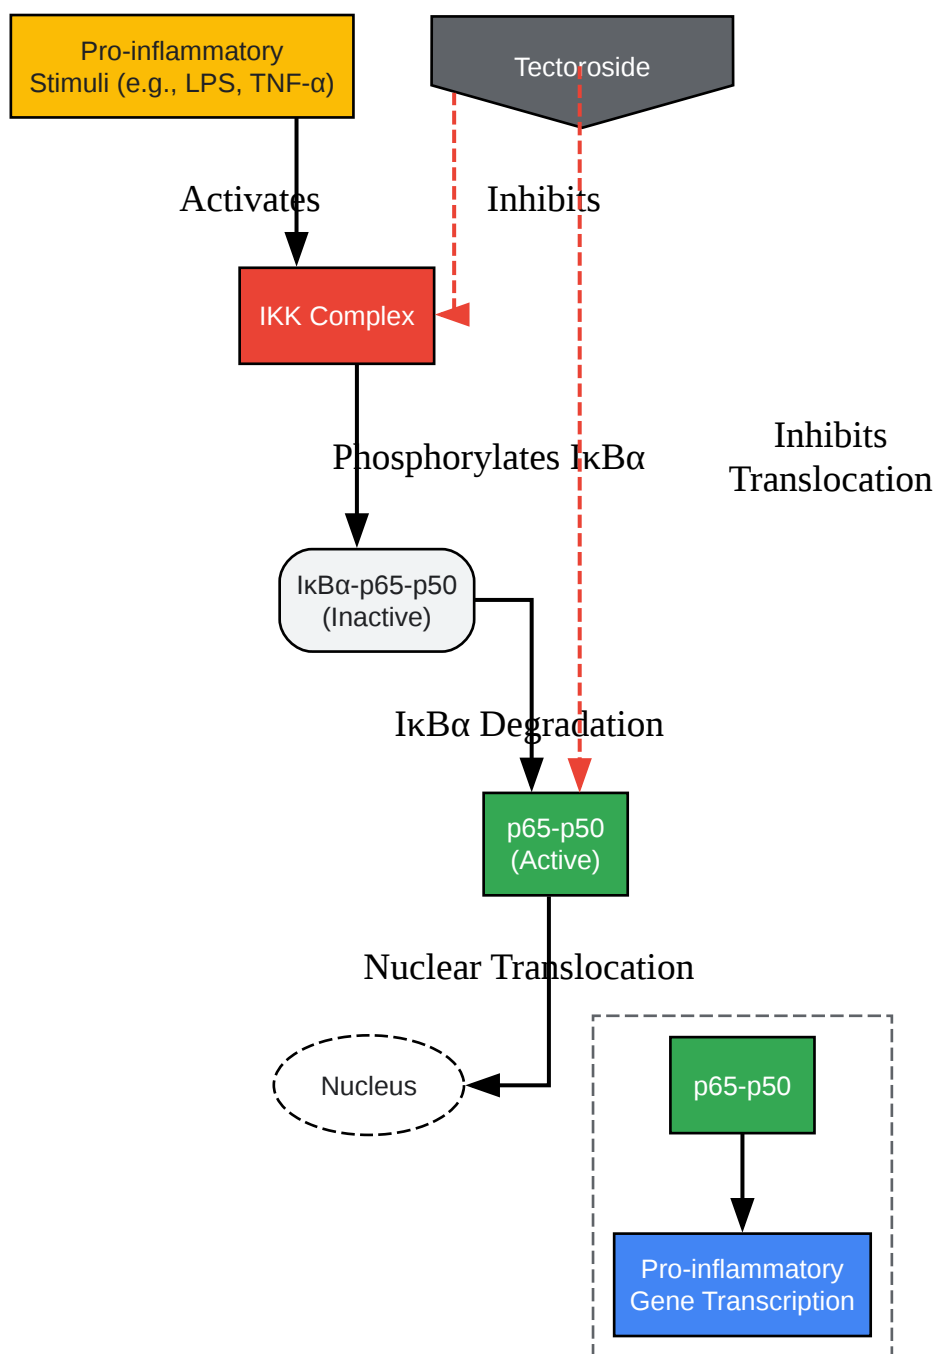 Pro-inflammatory
Stimuli (e.g., LPS, TNF-α)
Tectoroside
Activates
Inhibits
IKK Complex
Inhibits
Translocation
Phosphorylates IκBα
IκBα-p65-p50
(Inactive)
IκBα Degradation
p65-p50
(Active)
Nuclear Translocation
Nucleus
p65-p50
Pro-inflammatory
Gene Transcription